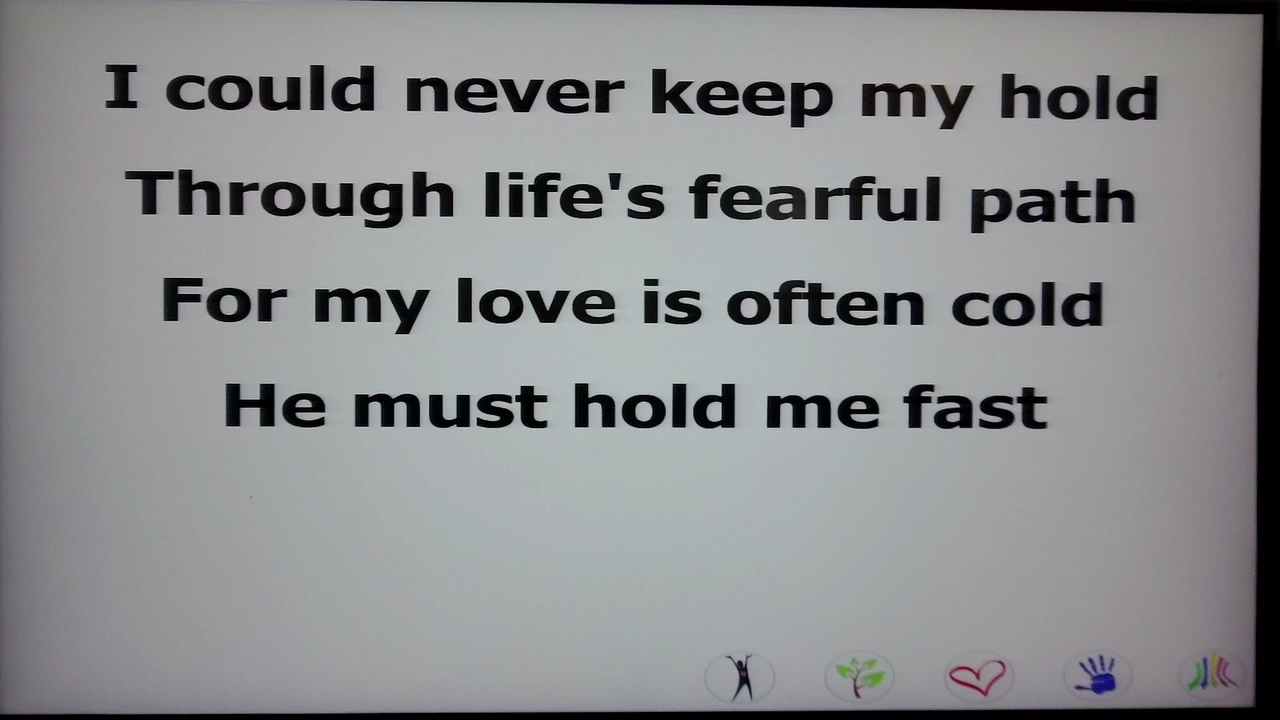 I could never keep my hold
Through life's fearful path
For my love is often cold
He must hold me fast